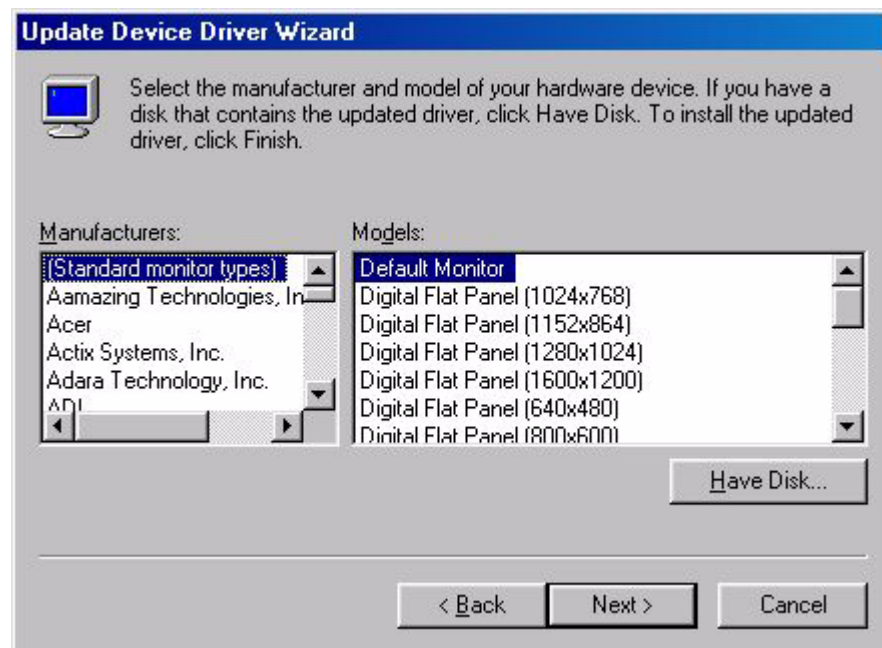 Update Device Driver Wizard
Select the manufacturer and model of your hardware device. If you have a
disk that contains the updated driver, click Have Disk. To install the updated
driver, click Finish.
Manufacturers:
Models:
(Standard monitor types)
Aamazing Technologies, In
Acer
Actix Systems, Inc.
Adara Technology, Inc.
ADI
Default Monitor
Digital Flat Panel (1024x768)
Digital Flat Panel (1152x864)
Digital Flat Panel (1280x1024)
Digital Flat Panel (1600x1200)
Digital Flat Panel (640x480)
Digital Flat Panel (800x600)
Have Disk...
< Back
Next >
Cancel